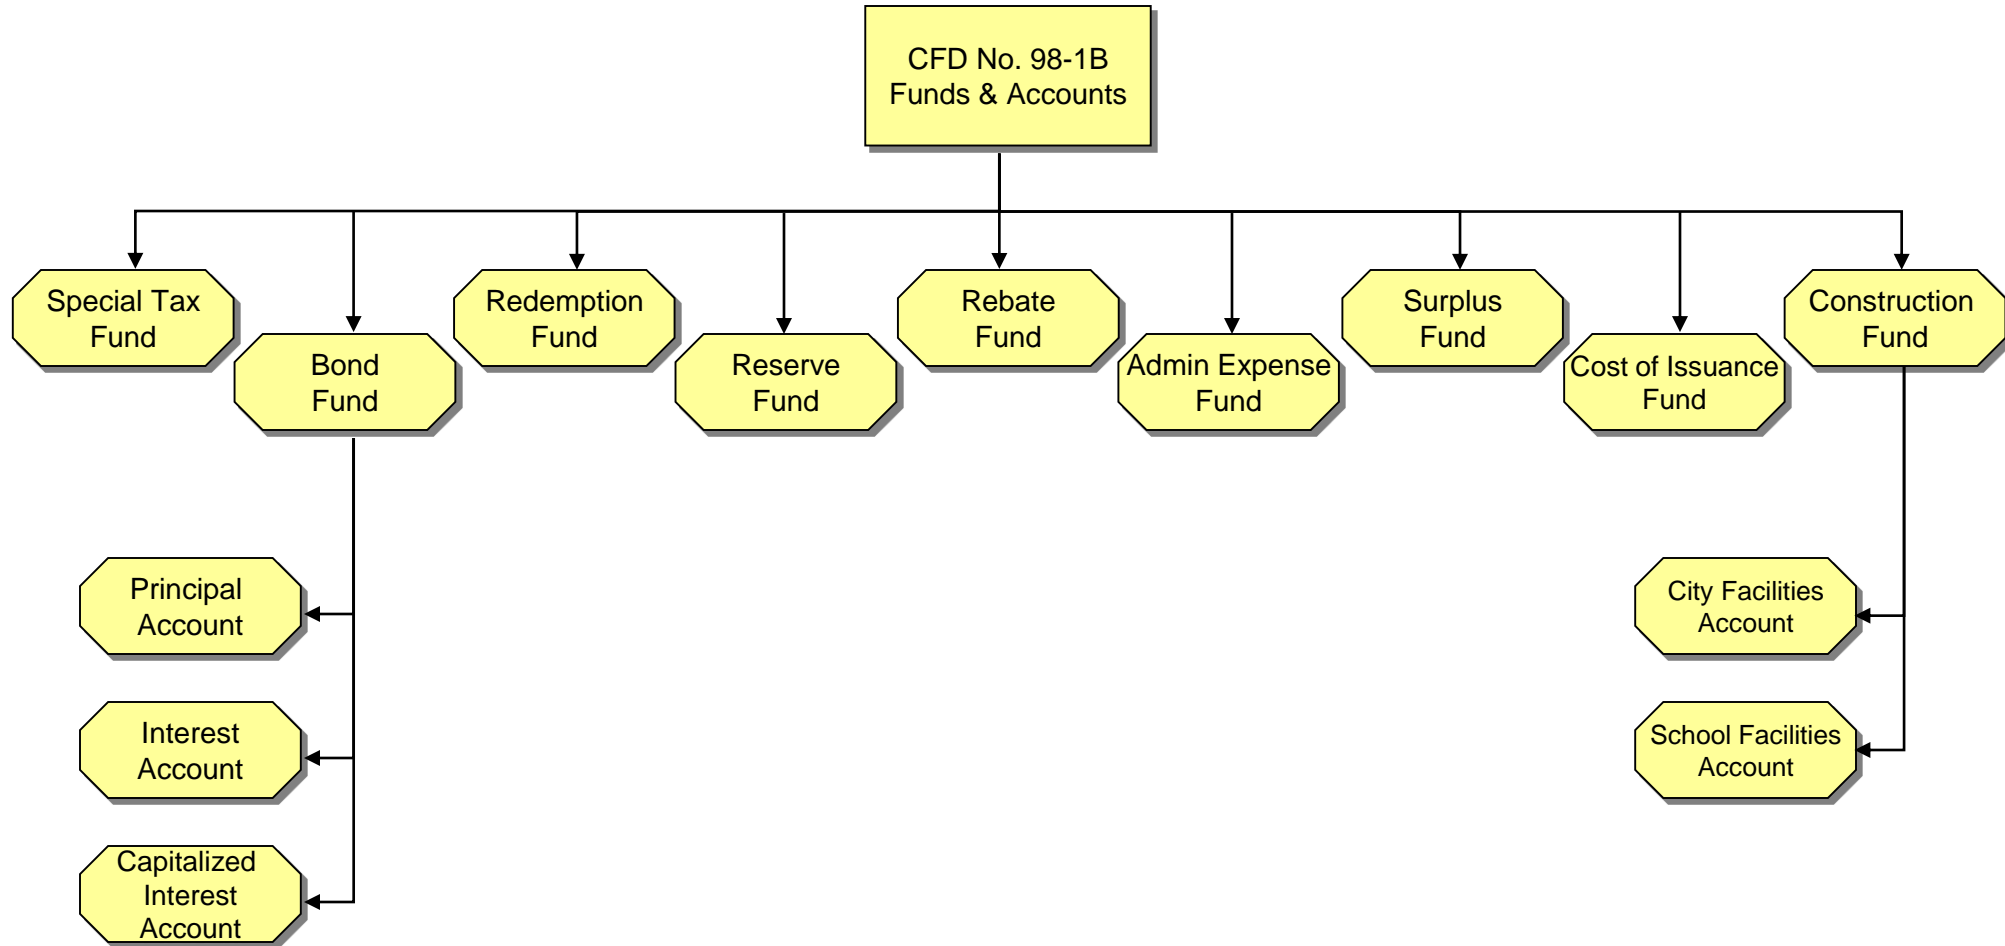 CFD No. 98-1B
Funds & Accounts
Special Tax
Fund
Bond
Fund
Redemption
Fund
Reserve
Fund
Rebate
Fund
Admin Expense
Fund
Surplus
Fund
Cost of Issuance
Fund
Construction
Fund
Principal
Account
Interest
Account
Capitalized
Interest
Account
City Facilities
Account
School Facilities
Account